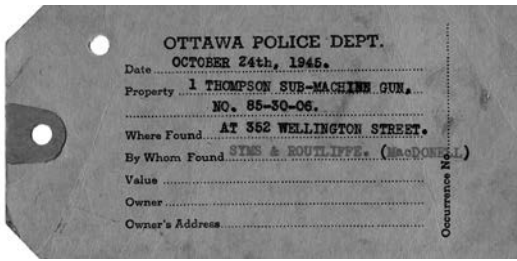 OTTAWA POLICE DEPT.
Date OCTOBER 24th, 1945.
Property 1 THOMPSON SUB-MACHINE GUN,
NO. 85-30-06.
Where Found AT 352 WELLINGTON STREET.
By Whom Found SYMS & ROUTLIFFE. (MacDONELL)
Value
Owner
Owner's Address
Occurrence No.